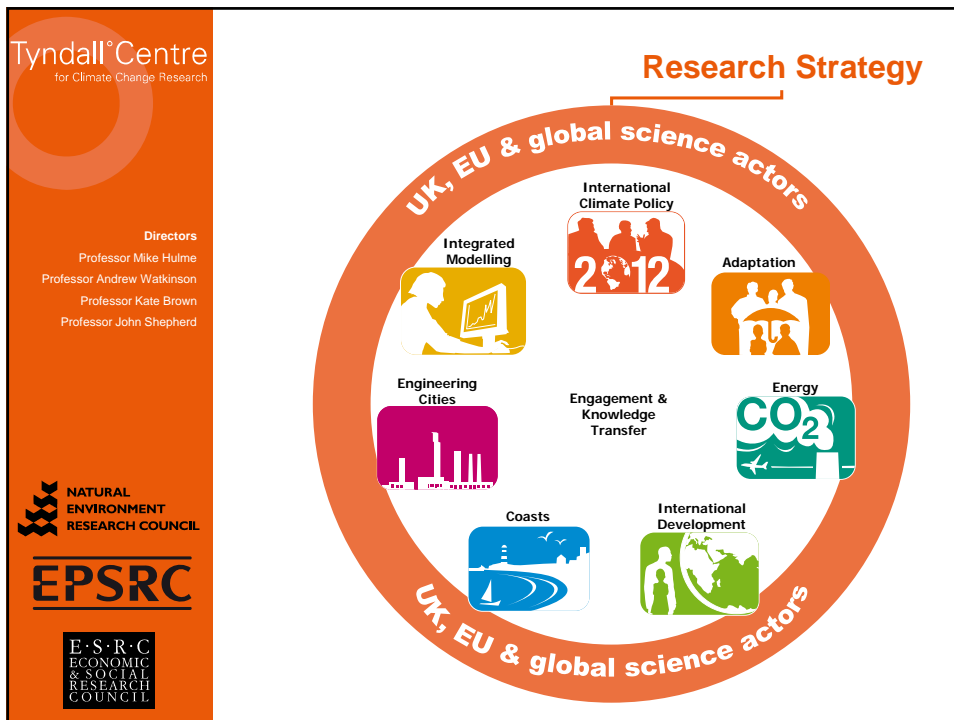 Tyndall°Centre
for Climate Change Research
Directors
Professor Mike Hulme
Professor Andrew Watkinson
Professor Kate Brown
Professor John Shepherd
NATURAL
ENVIRONMENT
RESEARCH COUNCIL
EPSRC
E·S·R·C
ECONOMIC
& SOCIAL
RESEARCH
COUNCIL
Research Strategy
UK, EU & global science actors
International
Climate Policy
2012
Integrated
Modelling
Adaptation
Engineering
Cities
Engagement &
Knowledge
Transfer
Energy
CO2
Coasts
International
Development
UK, EU & global science actors